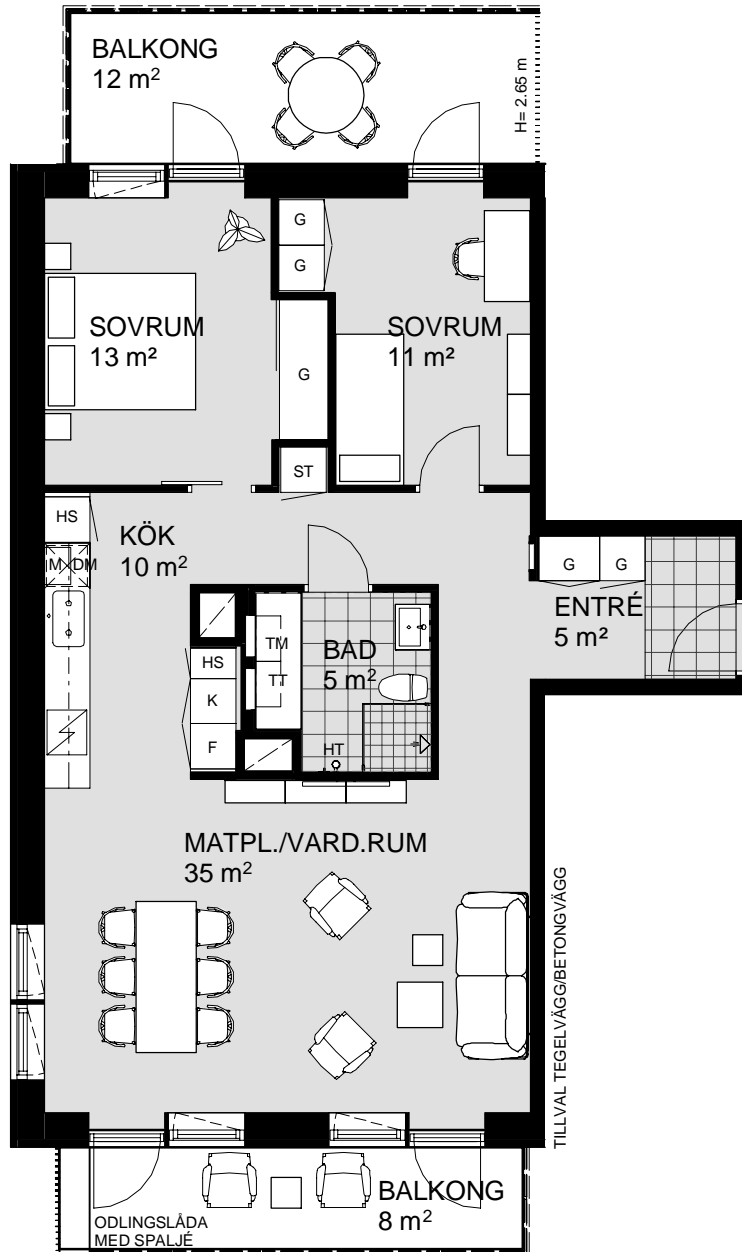 BALKONG
12 m²
H= 2.65 m
G
G
SOVRUM
13 m²
SOVRUM
11 m²
G
ST
HS
KÖK
10 m²
M DM
G G
ENTRÉ
5 m²
TM
BAD
5 m²
HS
TT
K
F
HT
MATPL./VARD.RUM
35 m²
TILLVAL TEGELVÄGG/BETONGVÄGG
BALKONG
8 m²
ODLINGSLÅDA
MED SPALJÉ